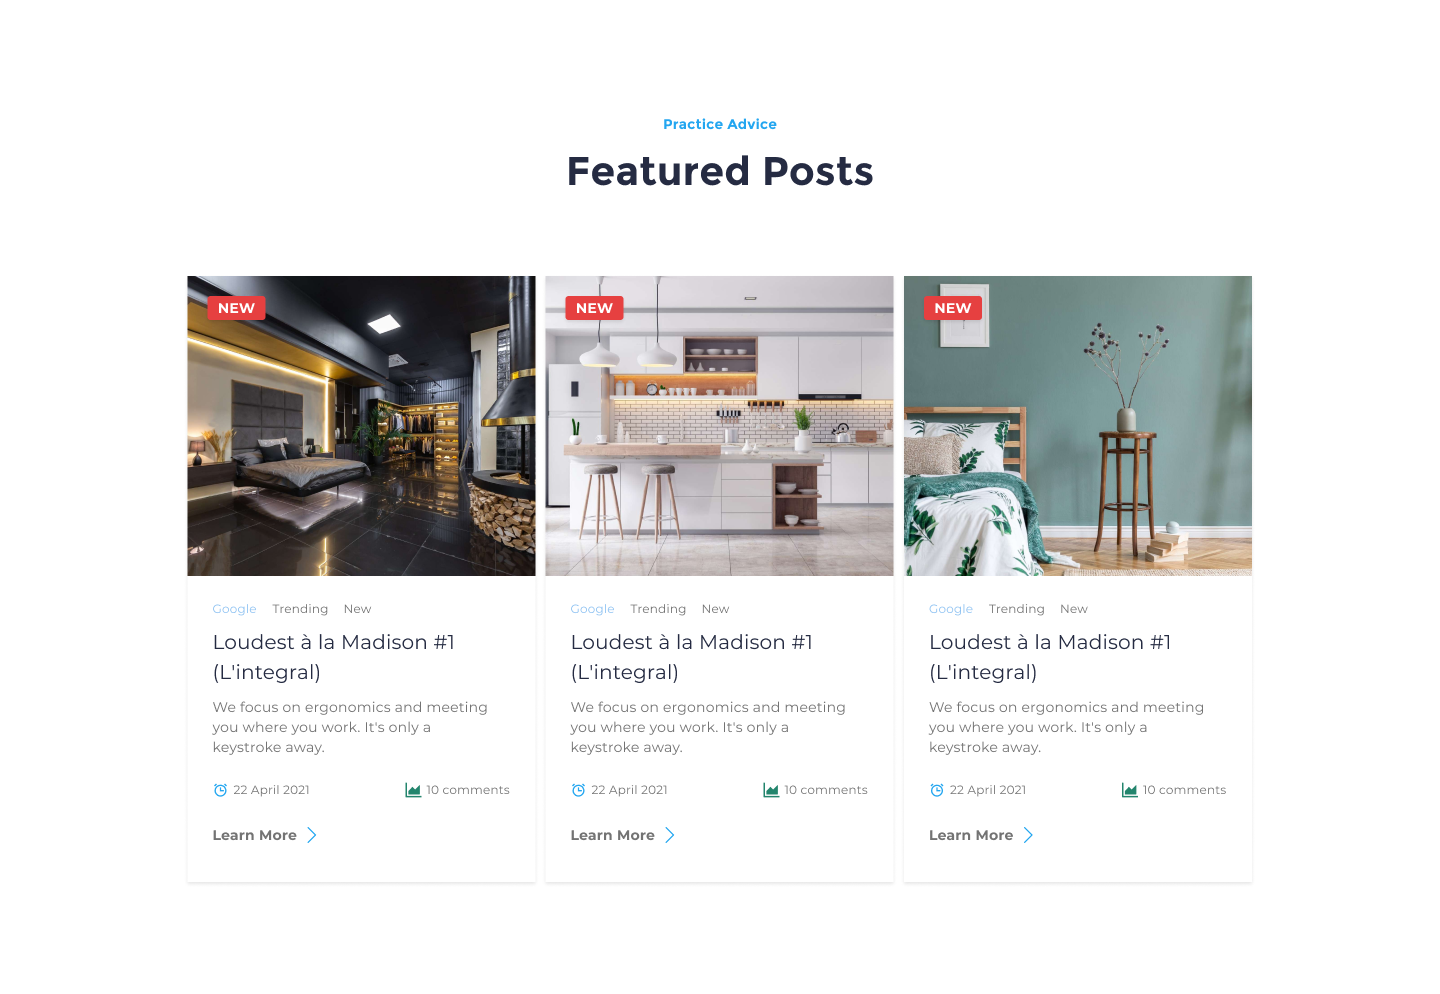 Practice Advice
Featured Posts
NEW
NEW
NEW
Google Trending New
Loudest à la Madison #1
(L'integral)
We focus on ergonomics and meeting
you where you work. It's only a
keystroke away.
22 April 2021
10 comments
Learn More
Google Trending New
Loudest à la Madison #1
(L'integral)
We focus on ergonomics and meeting
you where you work. It's only a
keystroke away.
22 April 2021
10 comments
Learn More
Google Trending New
Loudest à la Madison #1
(L'integral)
We focus on ergonomics and meeting
you where you work. It's only a
keystroke away.
22 April 2021
10 comments
Learn More